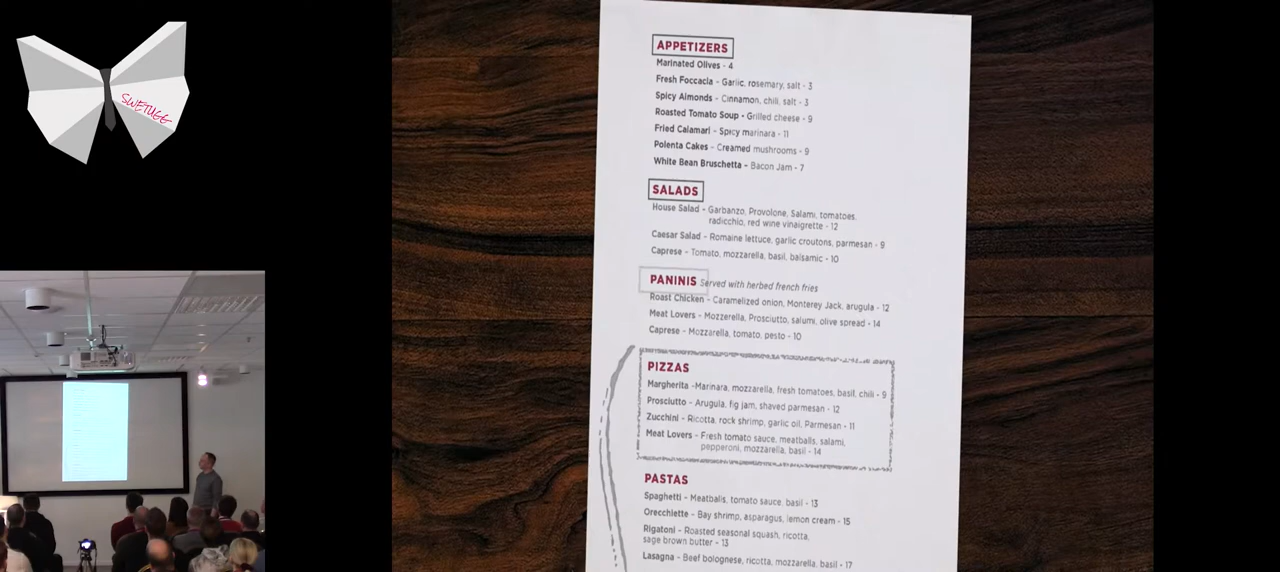 SWETUGG
APPETIZERS
Marinated Olives - 4
Fresh Foccacia - Garlic, rosemary, salt - 3
Spicy Almonds - Cinnamon, chili, salt - 3
Roasted Tomato Soup - Grilled cheese - 9
Fried Calamari - Spicy marinara - 11
Polenta Cakes - Creamed mushrooms - 9
White Bean Bruschetta - Bacon Jam - 7
SALADS
House Salad - Garbanzo, Provolone, Salami, tomatoes,
radicchio, red wine vinaigrette - 12
Caesar Salad - Romaine lettuce, garlic croutons, parmesan - 9
Caprese - Tomato, mozzarella, basil, balsamic - 10
PANINIS Served with herbed french fries
Roast Chicken - Caramelized onion, Monterey Jack, arugula - 12
Meat Lovers - Mozzerella, Prosciutto, salumi, olive spread - 14
Caprese - Mozzarella, tomato, pesto - 10
PIZZAS
Margherita -Marinara, mozzarella, fresh tomatoes, basil, chili - 9
Prosciutto - Arugula, fig jam, shaved parmesan - 12
Zucchini - Ricotta, rock shrimp, garlic oil, Parmesan - 11
Meat Lovers - Fresh tomato sauce, meatballs, salami,
pepperoni, mozzarella, basil - 14
PASTAS
Spaghetti - Meatballs, tomato sauce, basil - 13
Orecchiette - Bay shrimp, asparagus, lemon cream - 15
Rigatoni - Roasted seasonal squash, ricotta,
sage brown butter - 13
Lasagna - Beef bolognese, ricotta, mozzarella, basil - 17